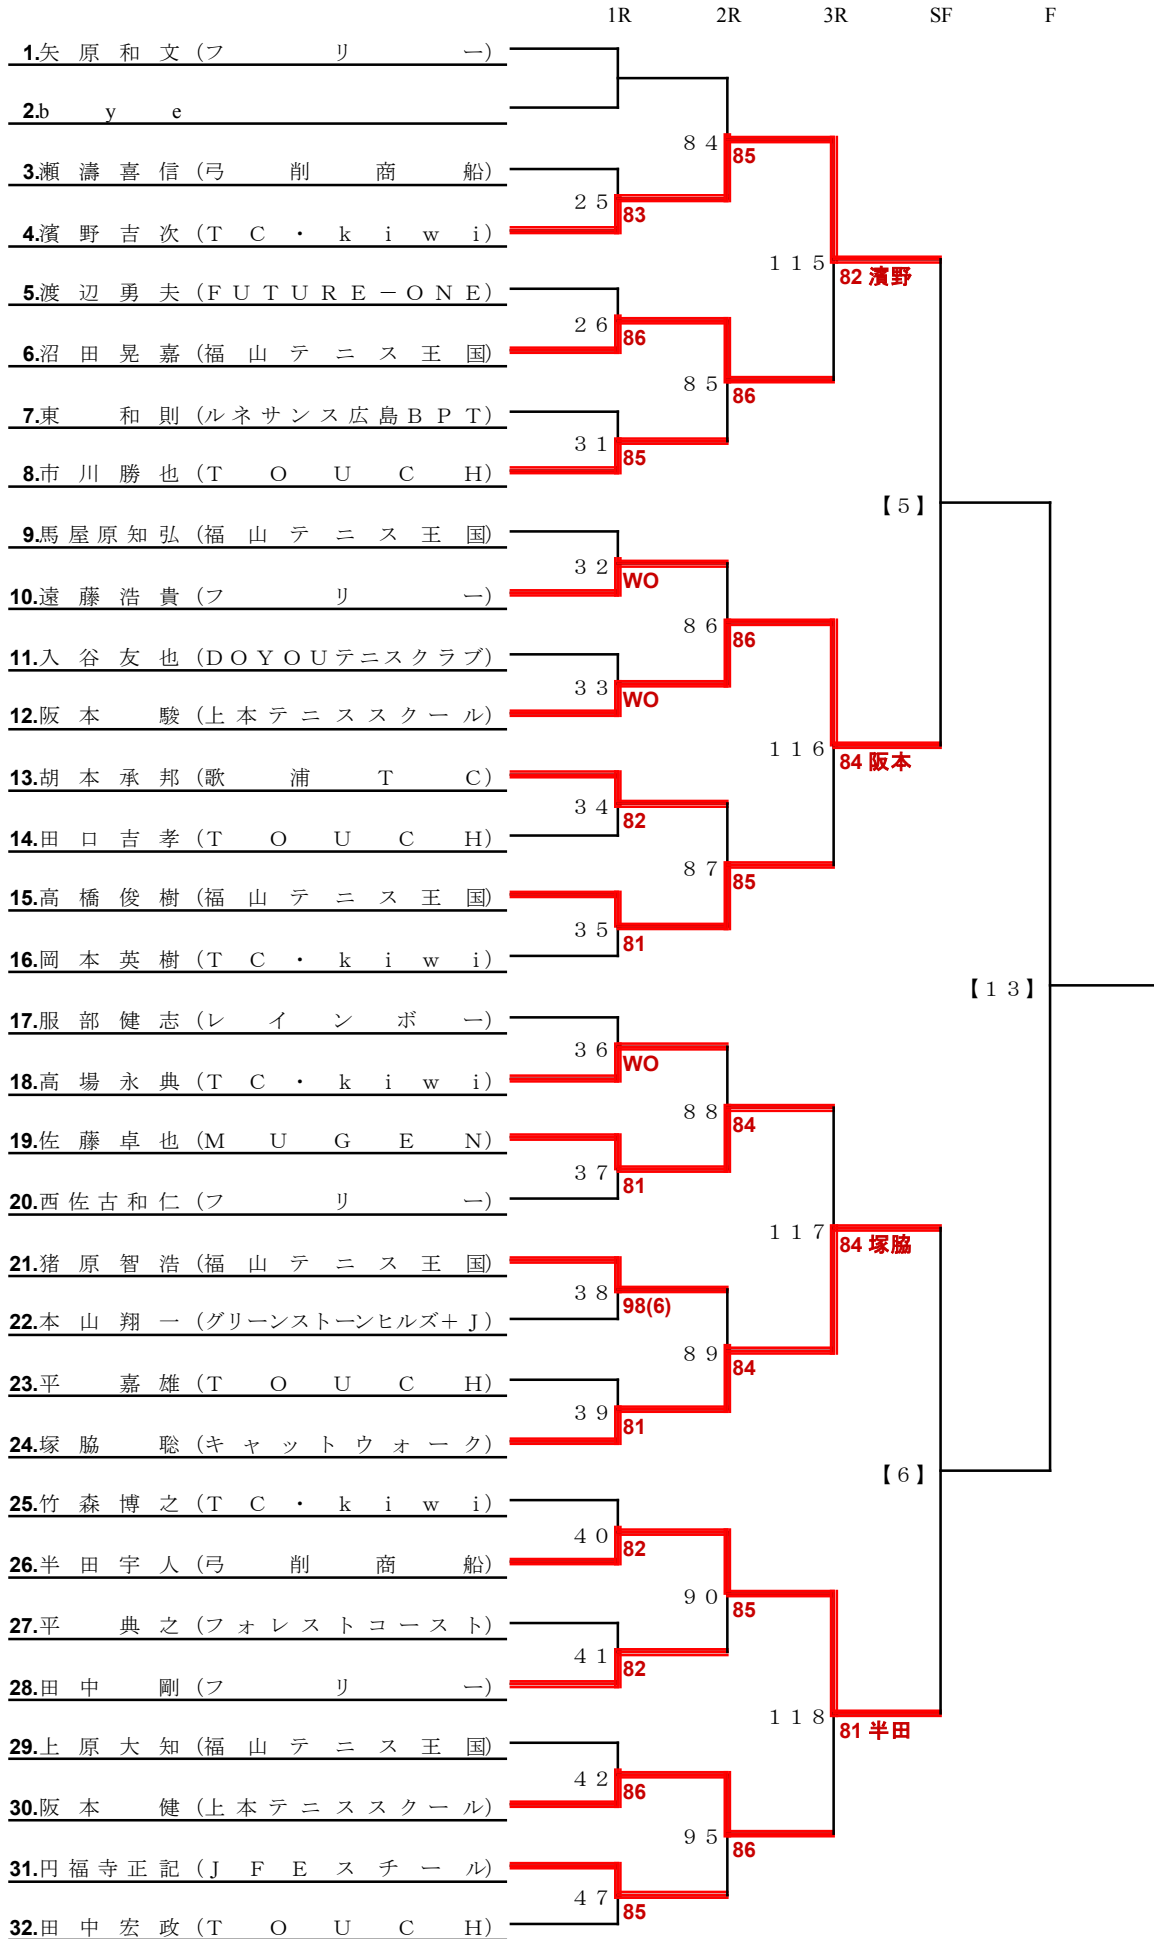 1R 2R 3R SF F
1.矢原和文(フリー)
2.bye
84
85
3.瀬濤喜信(弓削商船)
25
83
4.濱野吉次(TC・kiwi)
115
82 濱野
5.渡辺勇夫(FUTURE－ONE)
26
86
6.沼田晃嘉(福山テニス王国)
85
86
7.東和則(ルネサンス広島BPT)
31
85
8.市川勝也(TOUCH)
【5】
9.馬屋原知弘(福山テニス王国)
32
WO
10.遠藤浩貴(フリー)
86
86
11.入谷友也(DOYOUテニスクラブ)
33
WO
12.阪本駿(上本テニススクール)
116
84 阪本
13.胡本承邦(歌浦TC)
34
82
14.田口吉孝(TOUCH)
87
85
15.高橋俊樹(福山テニス王国)
35
81
16.岡本英樹(TC・kiwi)
【13】
17.服部健志(レインボー)
36
WO
18.高場永典(TC・kiwi)
88
84
19.佐藤卓也(MUGEN)
37
81
20.西佐古和仁(フリー)
117
84 塚脇
21.猪原智浩(福山テニス王国)
38
98(6)
22.本山翔一(グリーンストーンヒルズ＋J)
89
84
23.平嘉雄(TOUCH)
39
81
24.塚脇聡(キャットウォーク)
【6】
25.竹森博之(TC・kiwi)
40
82
26.半田宇人(弓削商船)
90
85
27.平典之(フォレストコースト)
41
82
28.田中剛(フリー)
118
81 半田
29.上原大知(福山テニス王国)
42
86
30.阪本健(上本テニススクール)
95
86
31.円福寺正記(JFEスチール)
47
85
32.田中宏政(TOUCH)